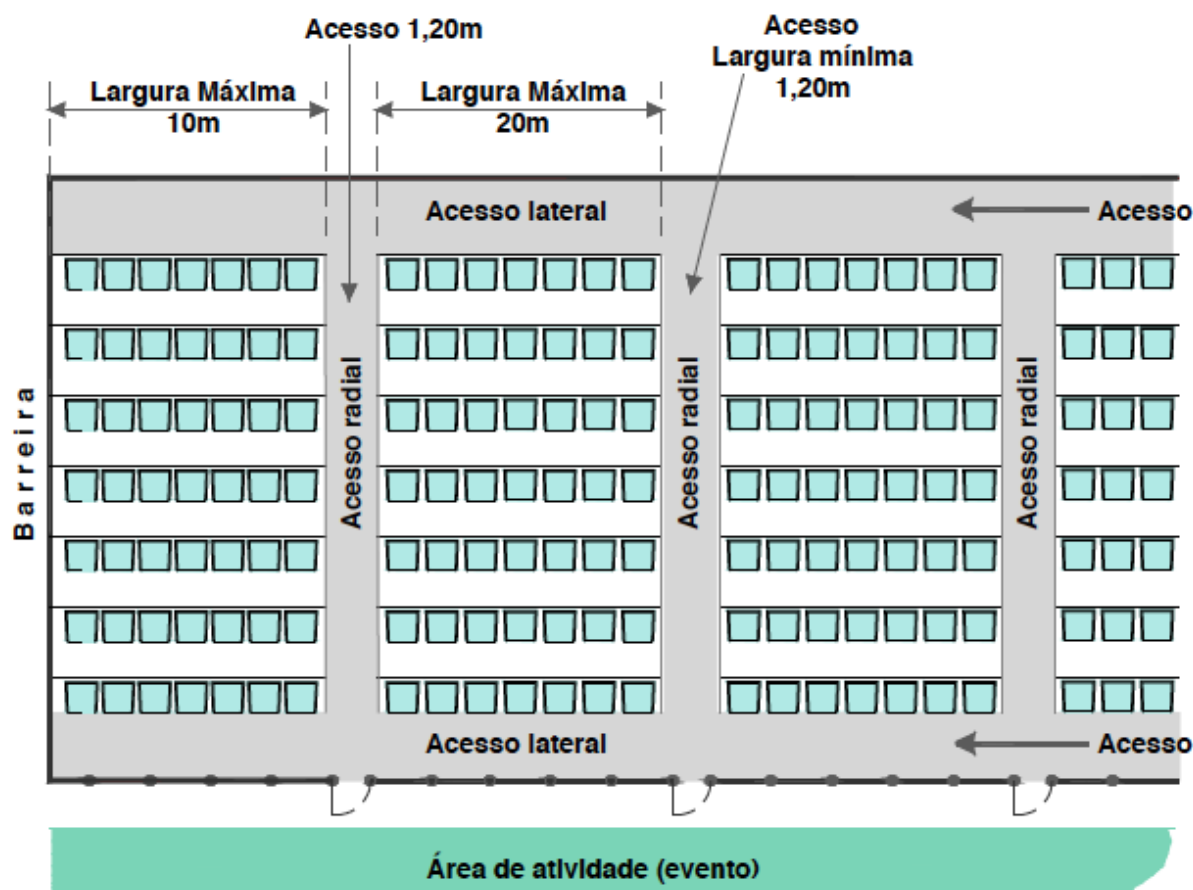 Acesso 1,20m
Acesso
Largura mínima
1,20m
Largura Máxima
10m
Largura Máxima
20m
Acesso lateral
Acesso
Barreira
Acesso radial
Acesso radial
Acesso radial
Acesso lateral
Acesso
Área de atividade (evento)